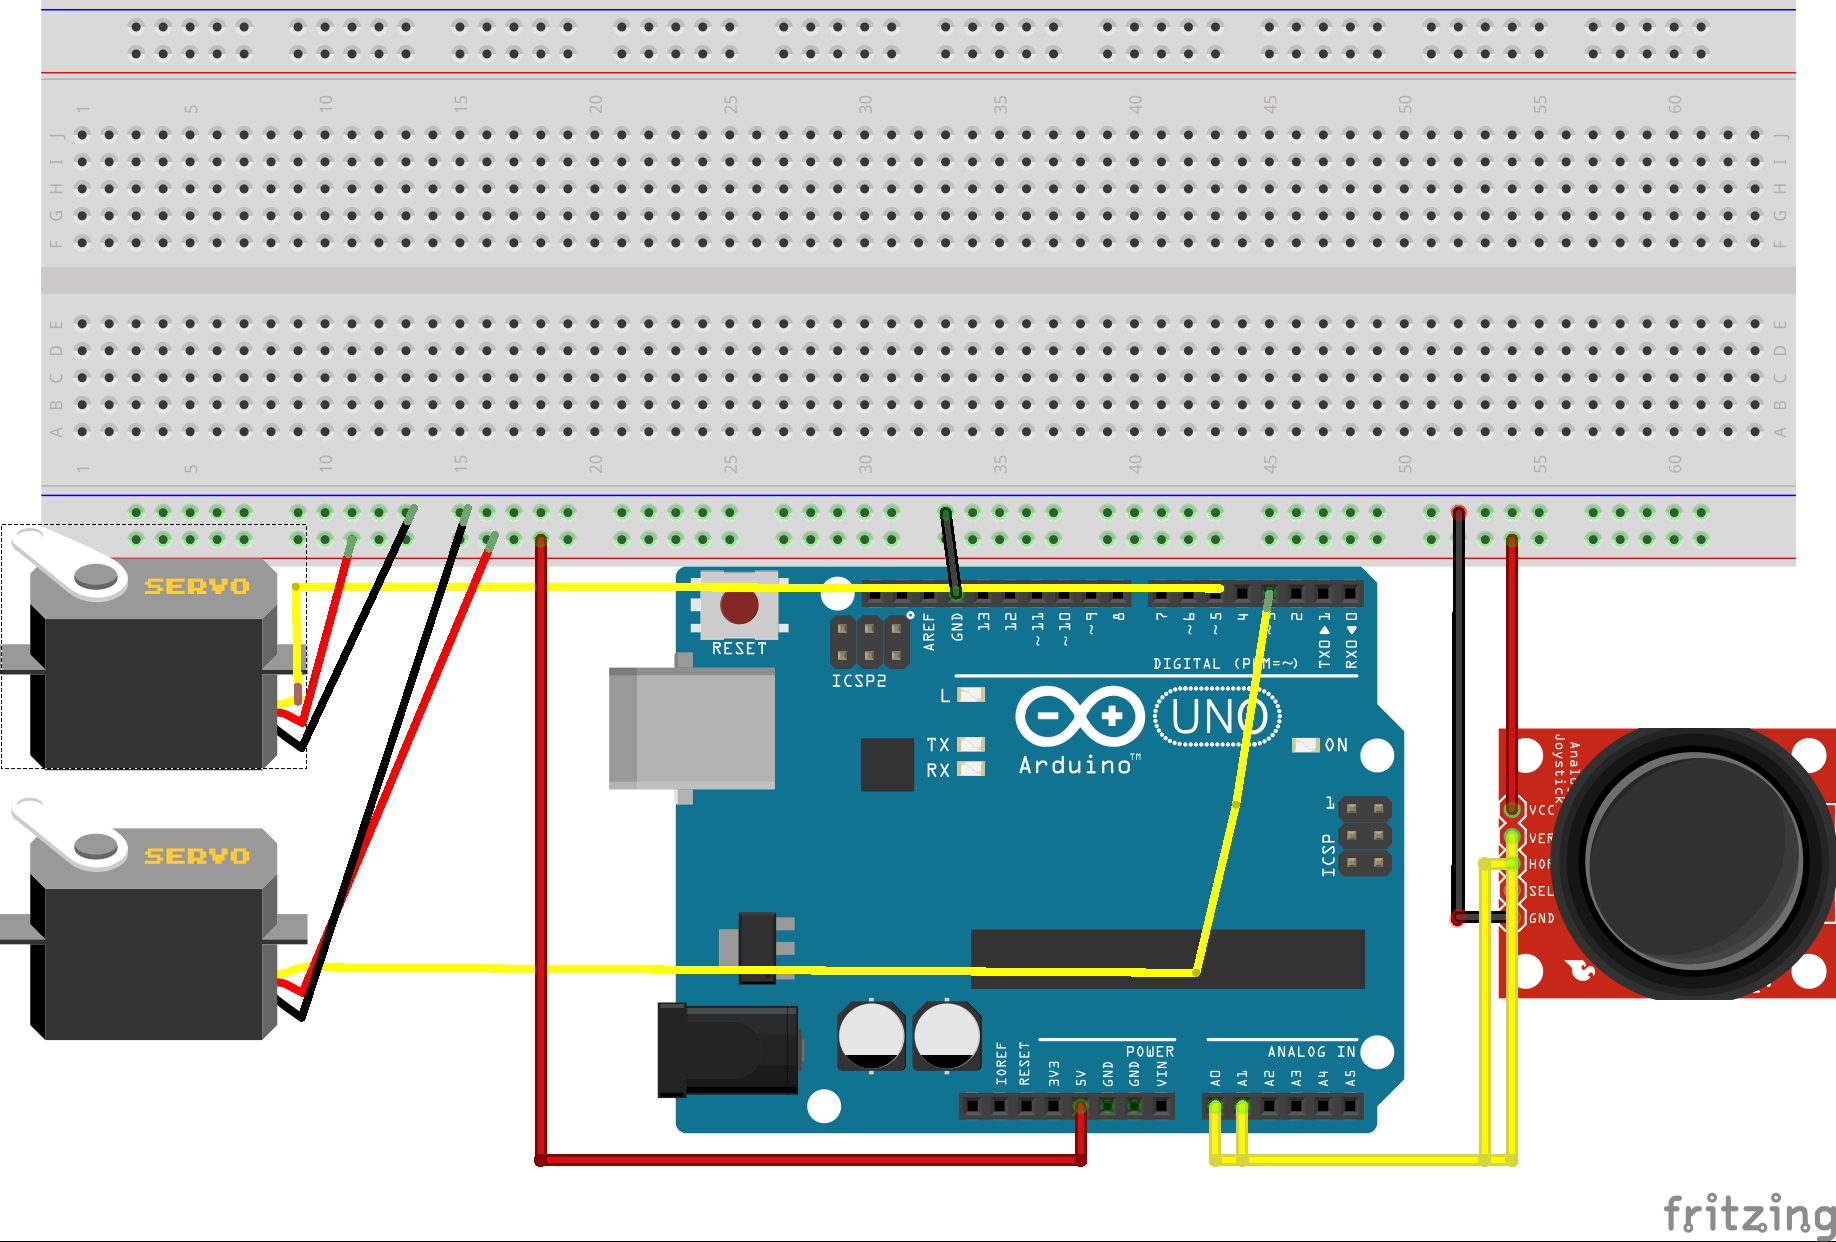 1 5 10 15 20 25 30 35 40 45 50 55 60
J J
I I
H H
G G
F F
E E
D D
C C
B B
A A
1 5 10 15 20 25 30 35 40 45 50 55 60
SERVO
SERVO
RESET
ICSP2
AREF
GND
13
12
~11
~10
~9
8
7
~6
~5
4
2
TXO▶1
RXO◀0
DIGITAL (PWM=~)
L
TX
RX
UNO
ON
Arduino™
1
ICSP
IOREF
RESET
3V3
5V
GND
GND
VIN
POWER
ANALOG IN
A0
A1
A2
A3
A4
A5
Joystick
VCC
VER
HOR
SEL
GND
fritzing